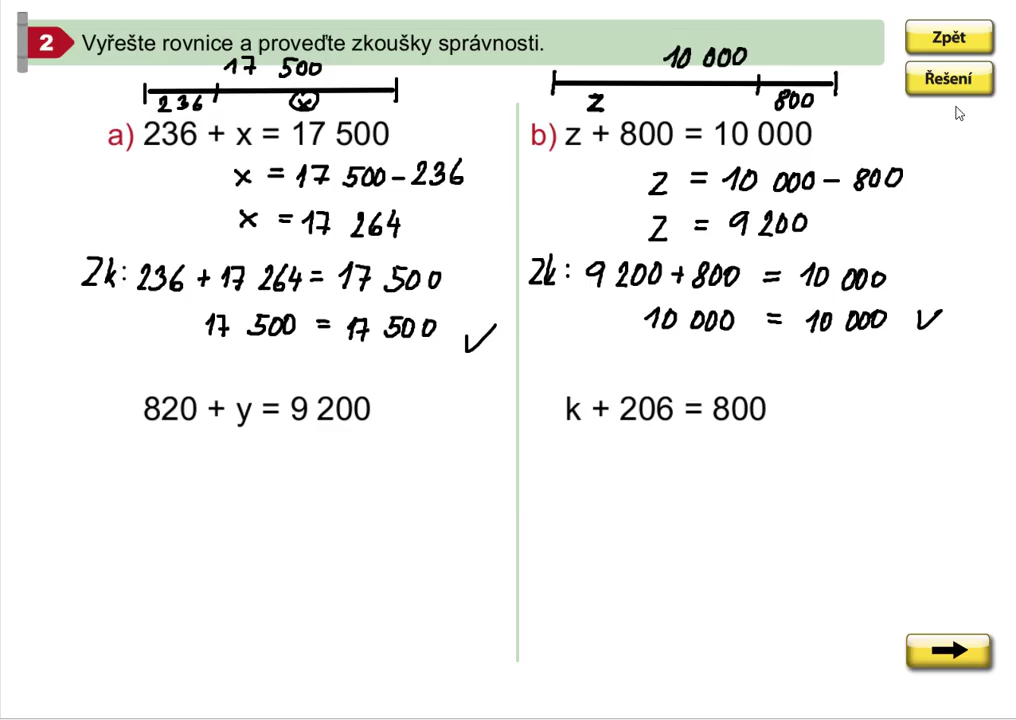 2 Vyřešte rovnice a proveďte zkoušky správnosti.
Zpět
Řešení
17 500
236 x
a) 236 + x = 17 500
x = 17 500 - 236
x = 17 264
Zk: 236 + 17 264 = 17 500
17 500 = 17 500 ✓
820 + y = 9 200
10 000
z 800
b) z + 800 = 10 000
z = 10 000 - 800
z = 9 200
Zk: 9 200 + 800 = 10 000
10 000 = 10 000 ✓
k + 206 = 800